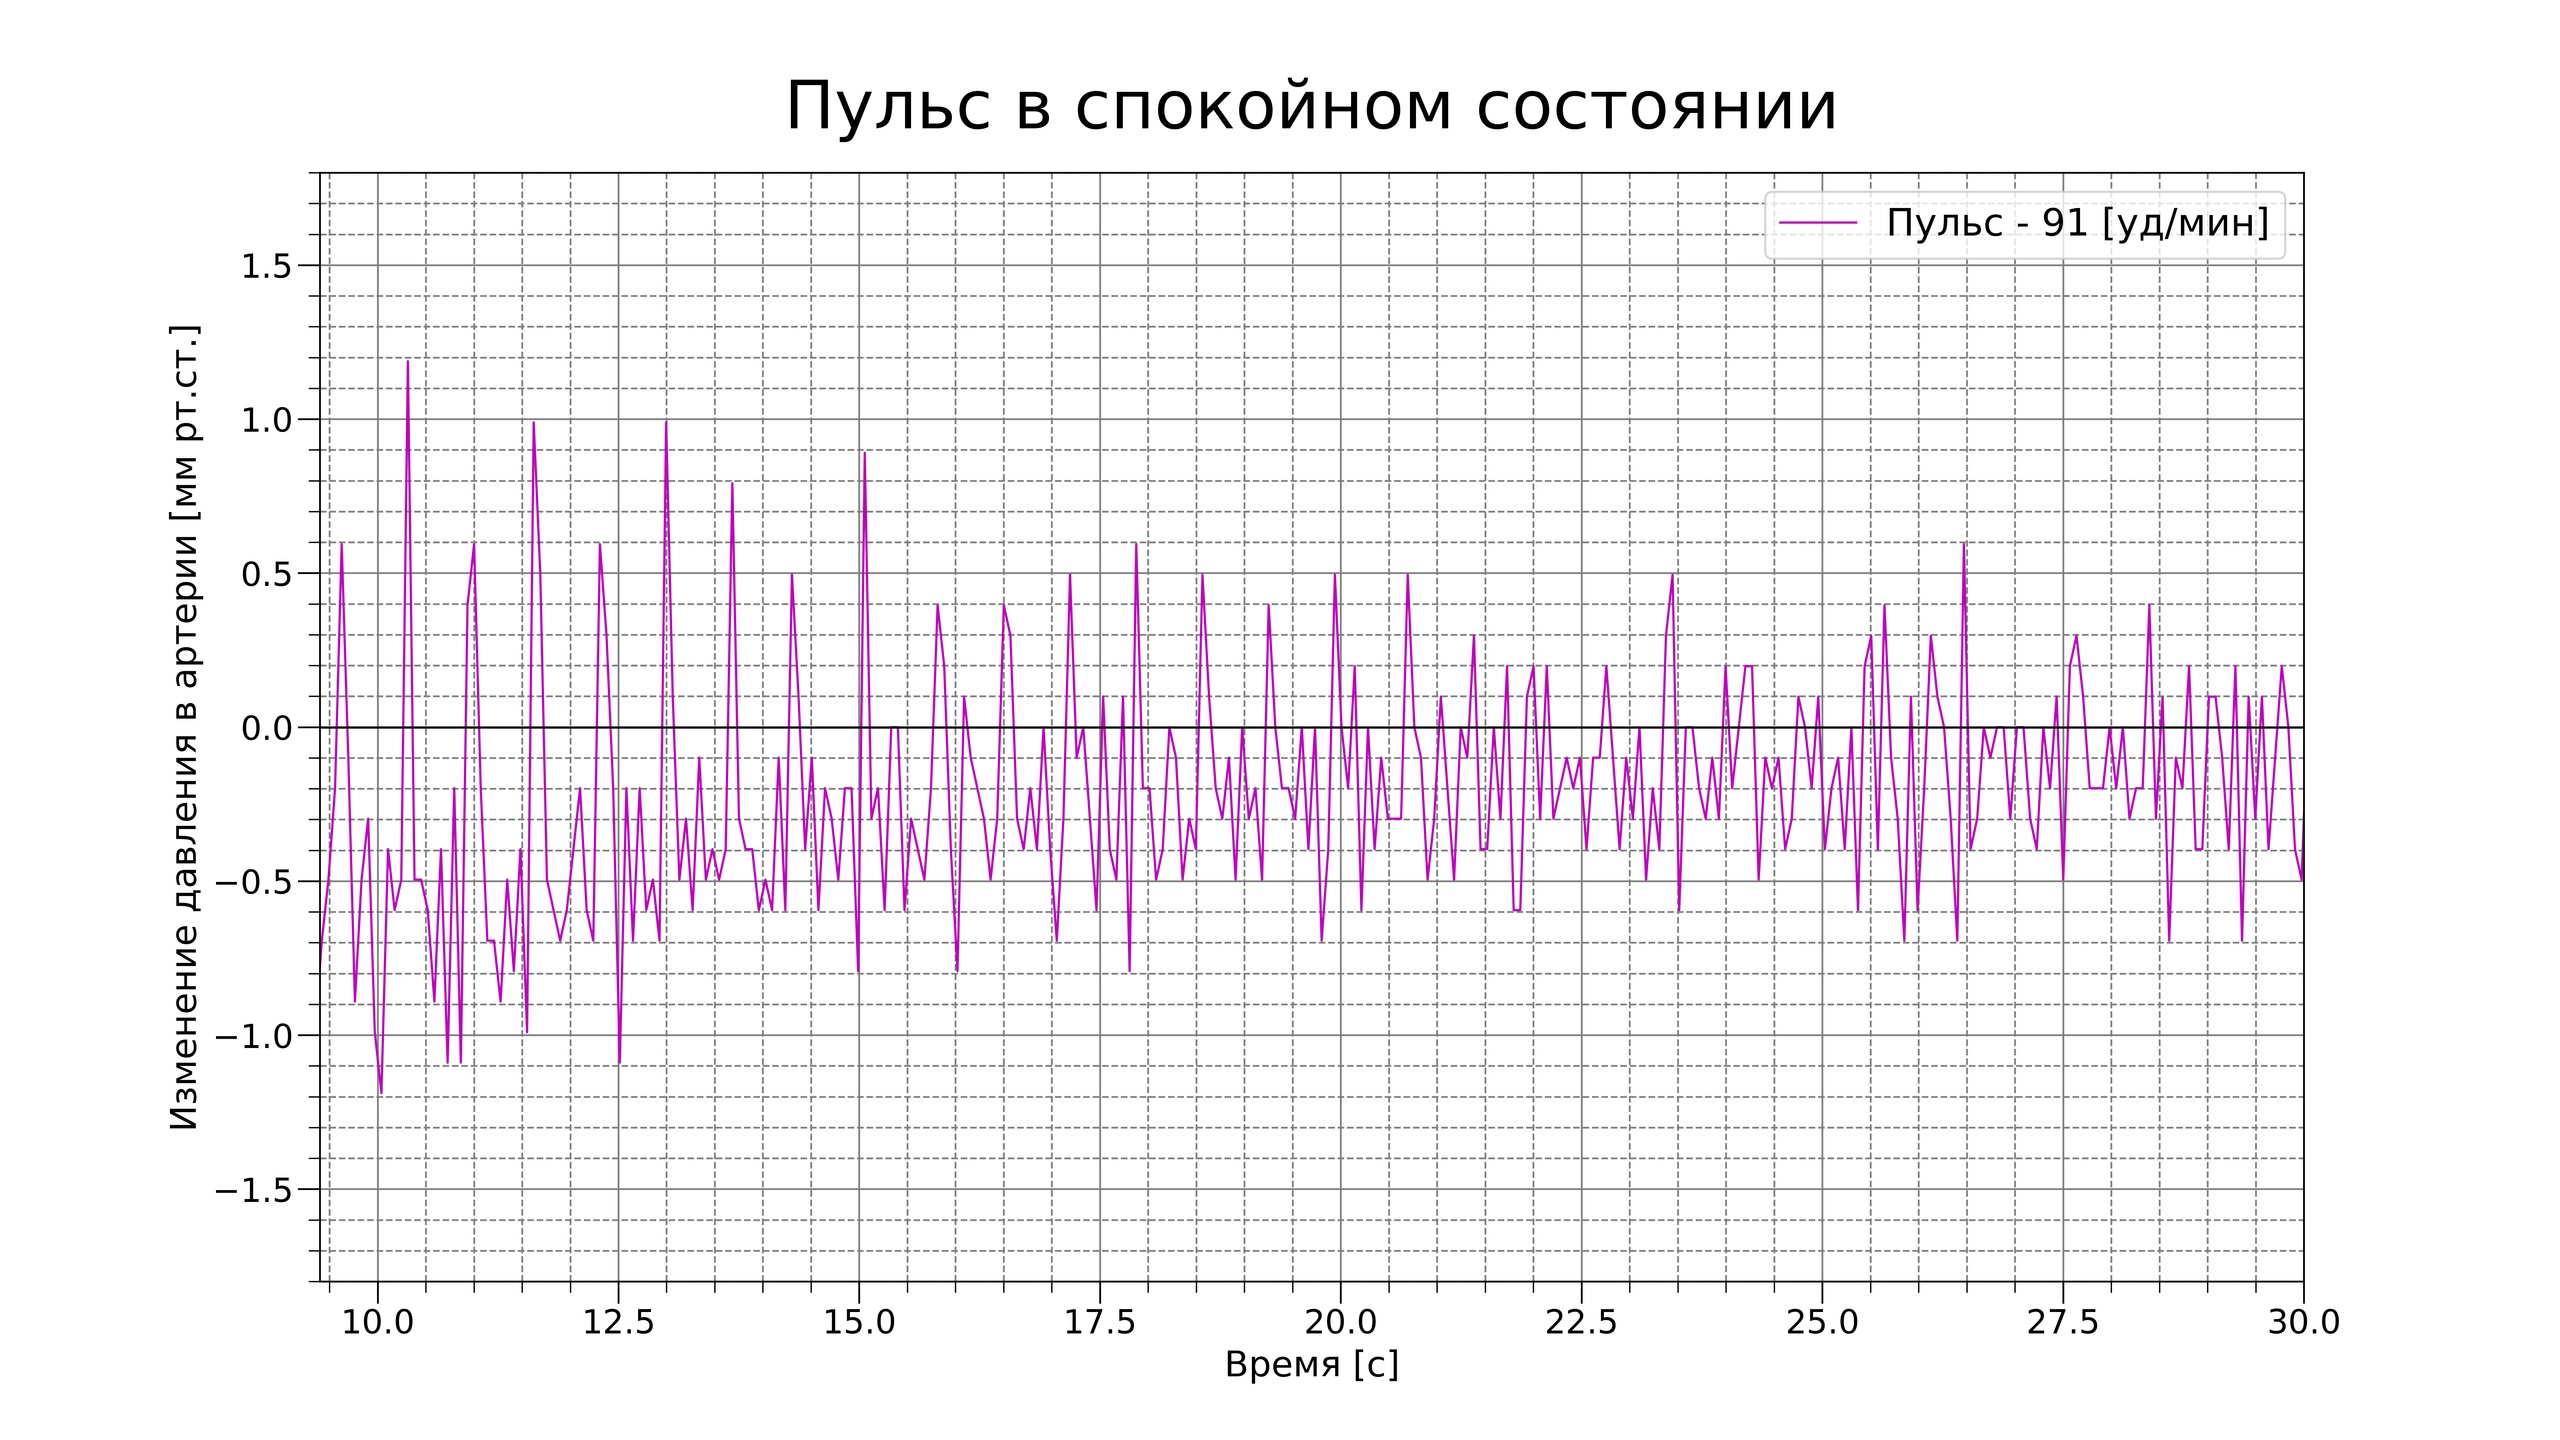 Пульс в спокойном состоянии
Пульс - 91 [уд/мин]
Изменение давления в артерии [мм рт.ст.]
1.5
1.0
0.5
0.0
−0.5
−1.0
−1.5
10.0 12.5 15.0 17.5 20.0 22.5 25.0 27.5 30.0
Время [с]